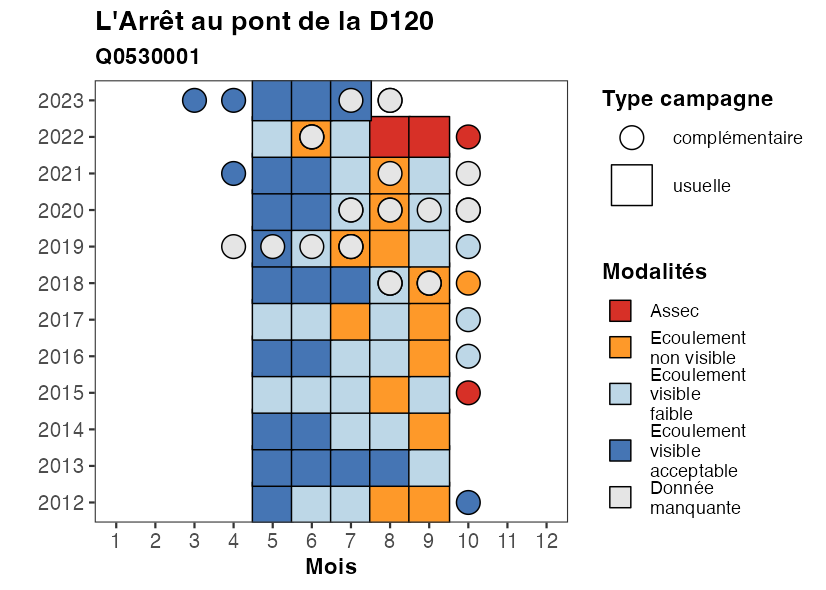 L'Arrêt au pont de la D120
Q0530001
2023
2022
2021
2020
2019
2018
2017
2016
2015
2014
2013
2012
1 2 3 4 5 6 7 8 9 10 11 12
Mois
Type campagne
complémentaire
usuelle
Modalités
Assec
Ecoulement
non visible
Ecoulement
visible
faible
Ecoulement
visible
acceptable
Donnée
manquante